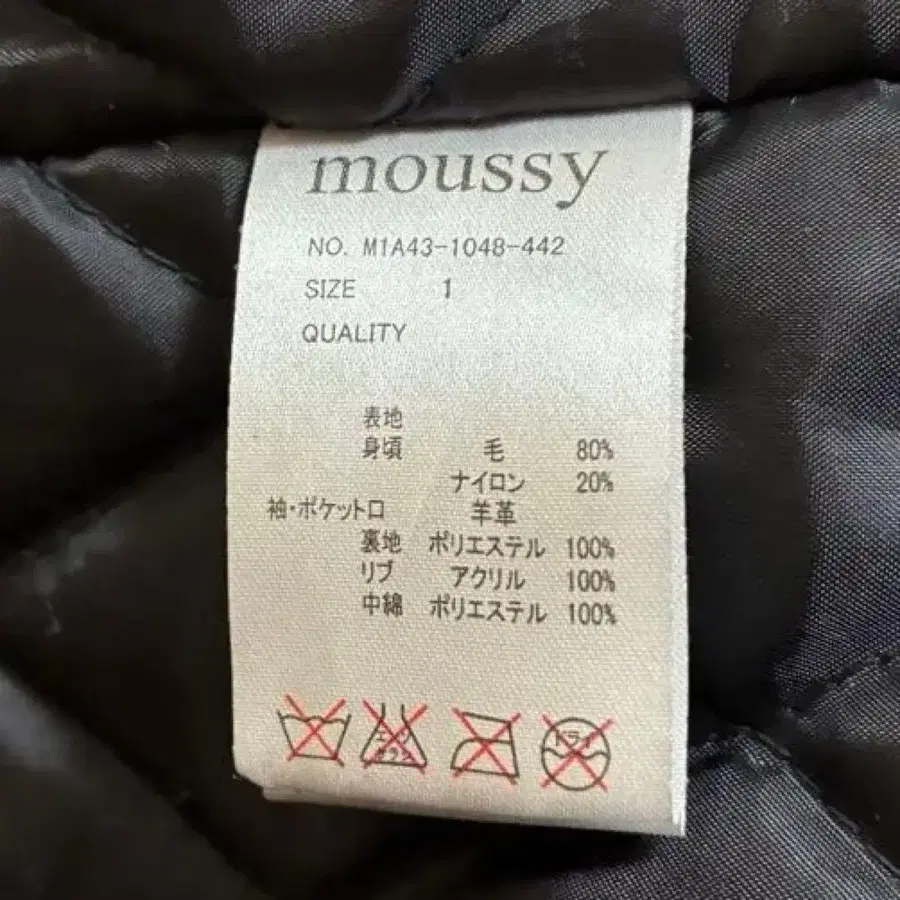 moussy
NO. M1A43-1048-442
SIZE 1
QUALITY
表地
身頃 毛 80%
ナイロン 20%
袖・ポケット口 羊革
裏地 ポリエステル 100%
リブ アクリル 100%
中綿 ポリエステル 100%